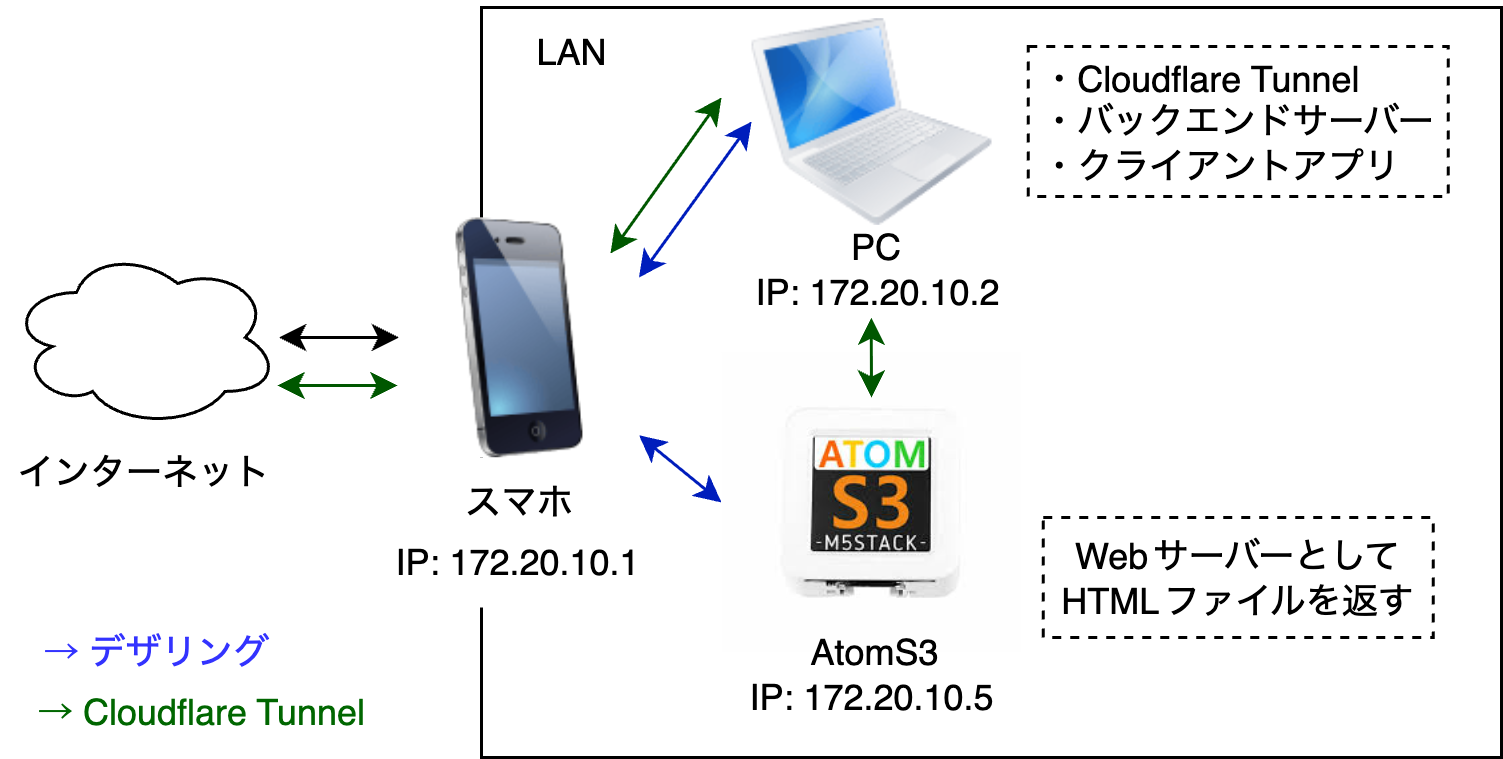 LAN
・Cloudflare Tunnel
・バックエンドサーバー
・クライアントアプリ
PC
IP: 172.20.10.2
インターネット
スマホ
IP: 172.20.10.1
ATOM
S3
-M5STACK-
Webサーバーとして
HTMLファイルを返す
AtomS3
IP: 172.20.10.5
→ デザリング
→ Cloudflare Tunnel